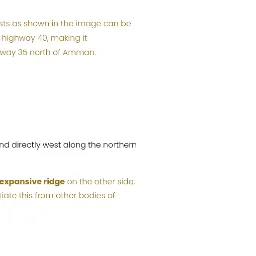 sts as shown in the image can be
highway 40, making it
way 35 north of Amman.
nd directly west along the northern
expansive ridge on the other side.
tiate this from other bodies of